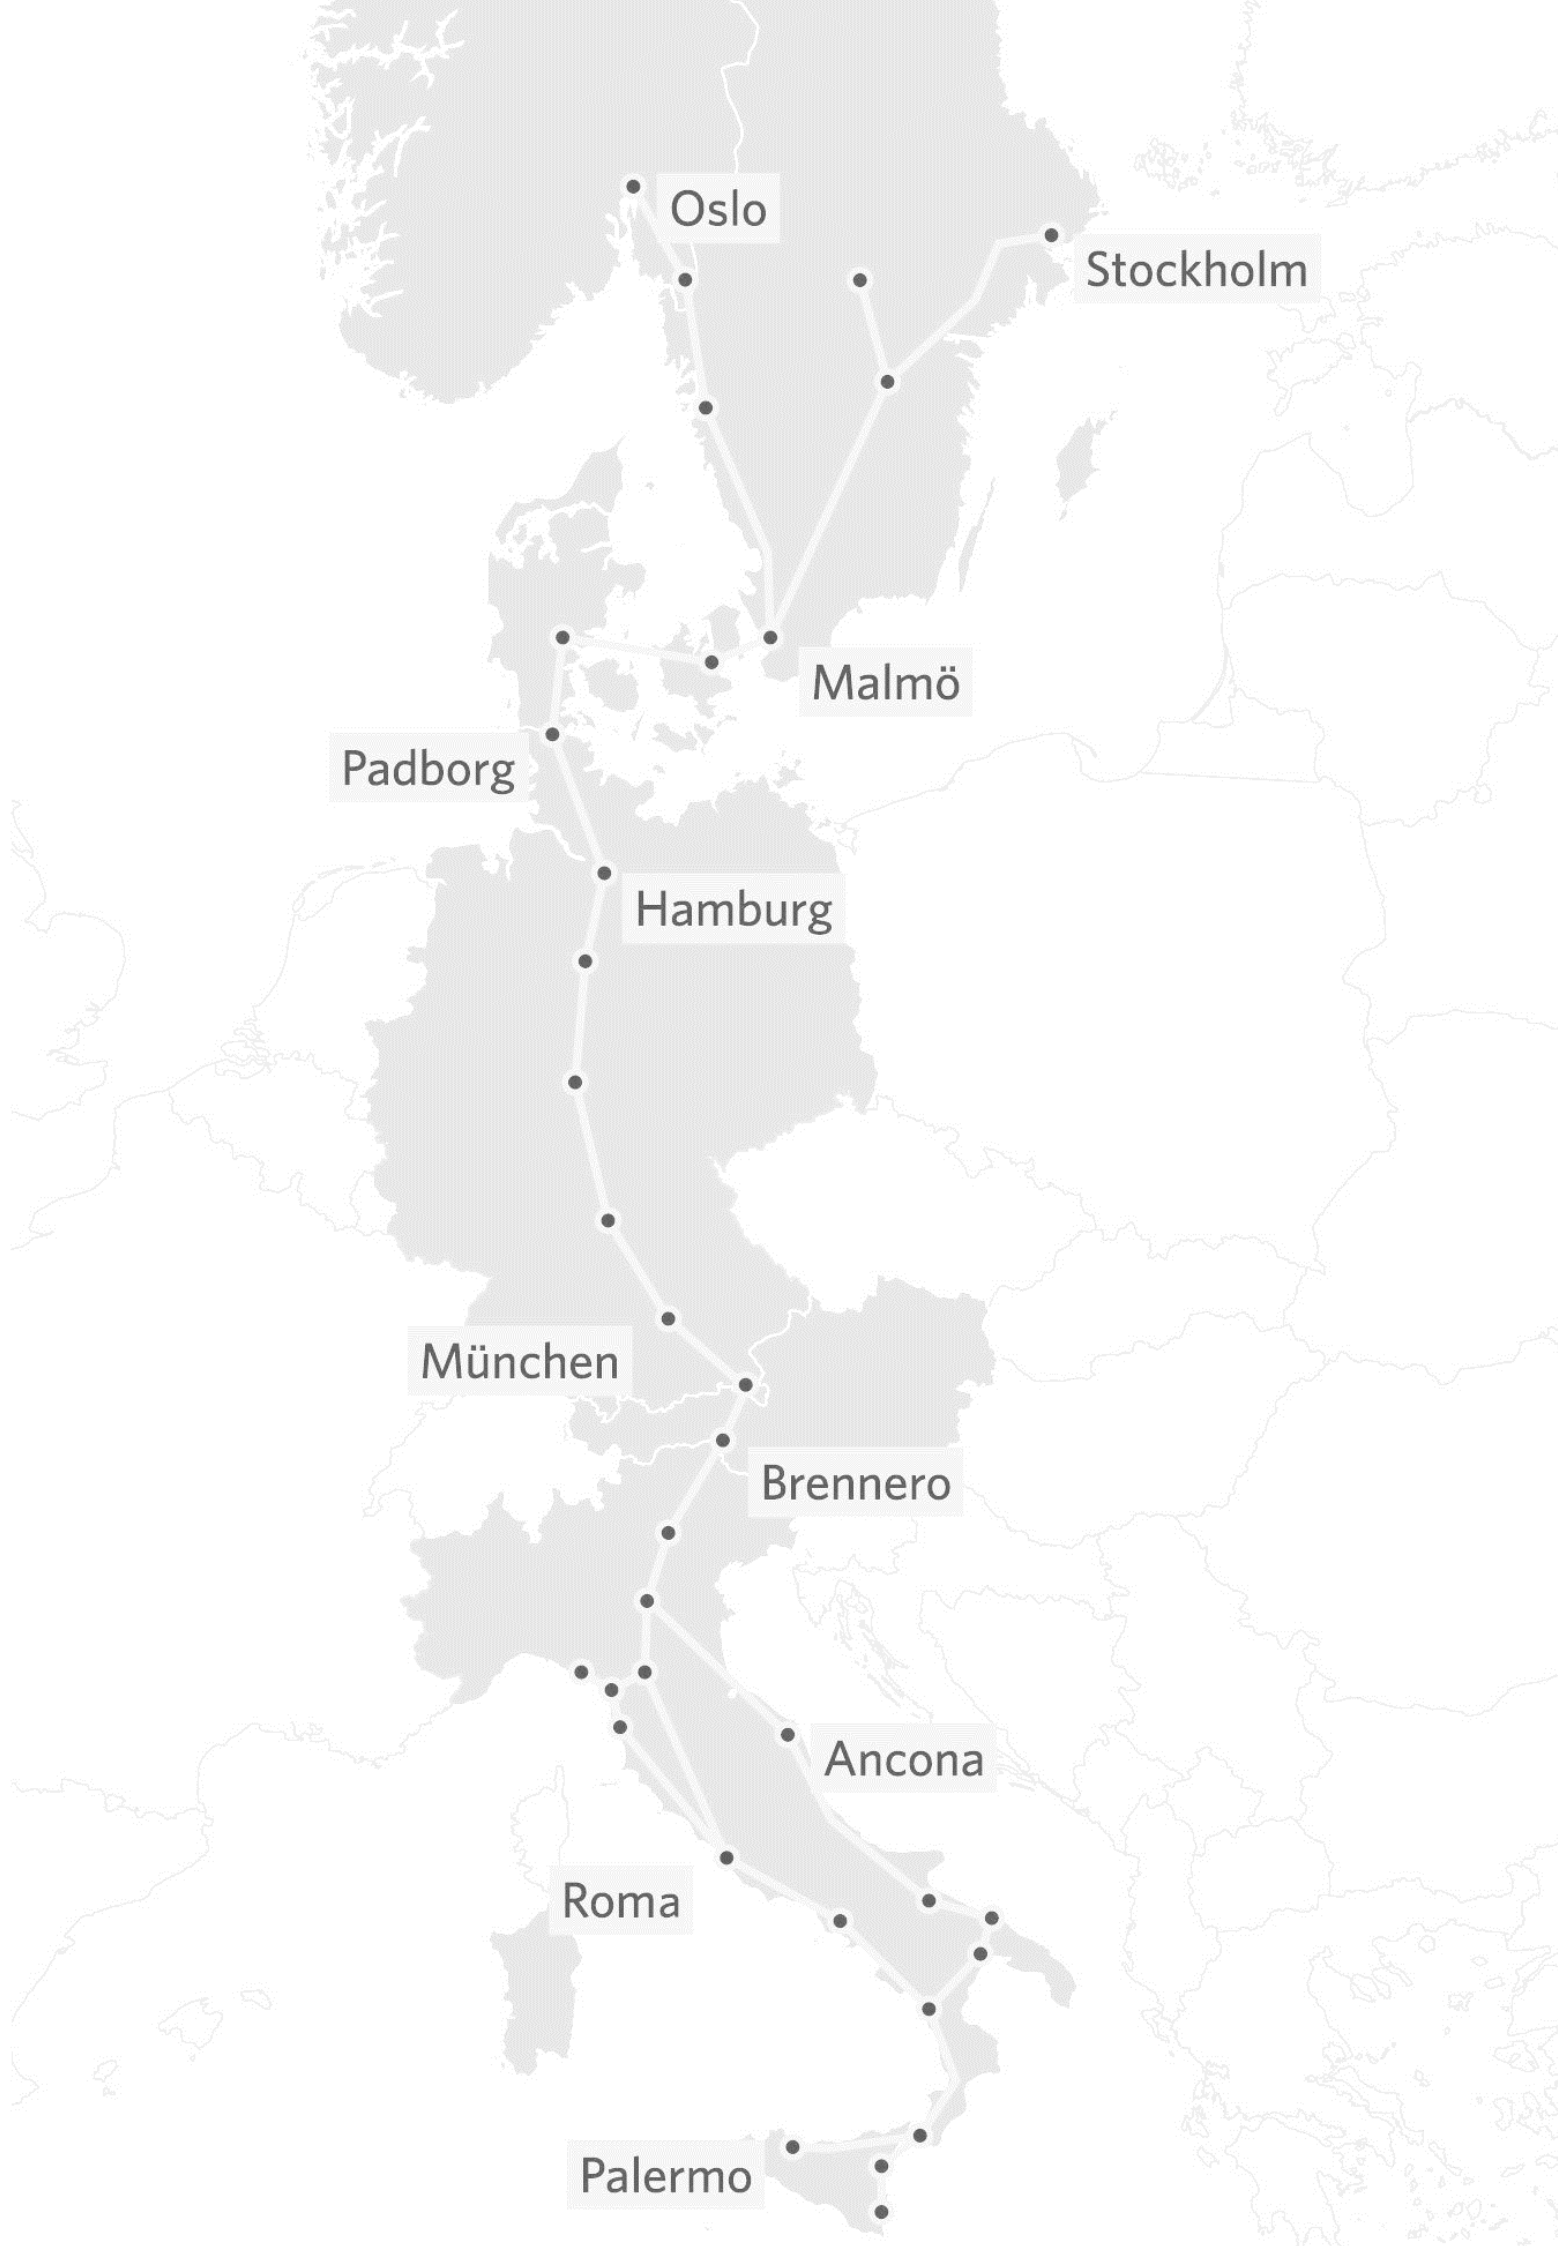 Oslo
Stockholm
Malmö
Padborg
Hamburg
München
Brennero
Ancona
Roma
Palermo